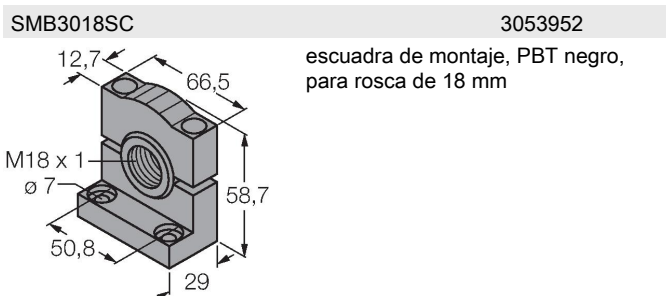 SMB3018SC 3053952
escuadra de montaje, PBT negro,
para rosca de 18 mm
12,7
66,5
M18 x 1
ø 7
58,7
50,8
29